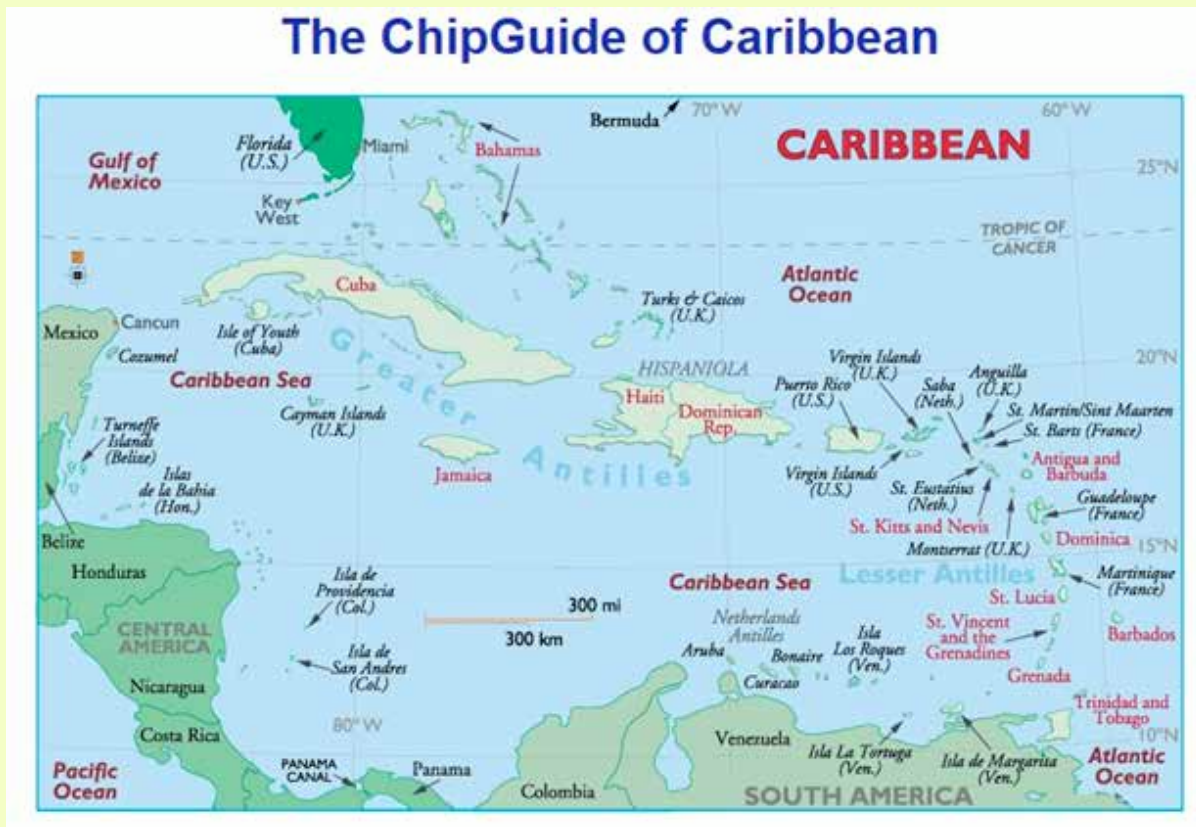 The ChipGuide of Caribbean
Bermuda
70° W
60° W
CARIBBEAN
Gulf of
Mexico
Florida
(U.S.)
Miami
Bahamas
25°N
Key
West
TROPIC OF
CANCER
Atlantic
Ocean
Cuba
Turks & Caicos
(U.K.)
Mexico
Cancun
Cozumel
Isle of Youth
(Cuba)
Greater
Antilles
Caribbean Sea
Cayman Islands
(U.K.)
HISPANIOLA
Haiti
Dominican
Rep.
Jamaica
Puerto Rico
(U.S.)
Virgin Islands
(U.K.)
Saba
(Neth.)
Anguilla
(U.K.)
20°N
St. Martin/Sint Maarten
St. Barts (France)
Virgin Islands
(U.S.)
St. Eustatius
(Neth.)
Antigua and
Barbuda
St. Kitts and Nevis
Guadeloupe
(France)
Montserrat (U.K.)
Dominica
15°N
Turneffe
Islands
(Belize)
Islas
de la Bahia
(Hon.)
Belize
Honduras
Isla de
Providencia
(Col.)
Caribbean Sea
Lesser Antilles
Martinique
(France)
300 mi
300 km
St. Lucia
CENTRAL
AMERICA
Netherlands
Antilles
Aruba
Bonaire
Curacao
Isla
Los Roques
(Ven.)
St. Vincent
and the
Grenadines
Barbados
Isla de
San Andres
(Col.)
Grenada
Nicaragua
Trinidad and
Tobago
80° W
Costa Rica
Venezuela
Isla La Tortuga
(Ven.)
Isla de Margarita
(Ven.)
10°N
Pacific
Ocean
PANAMA
CANAL
Panama
Colombia
SOUTH AMERICA
Atlantic
Ocean